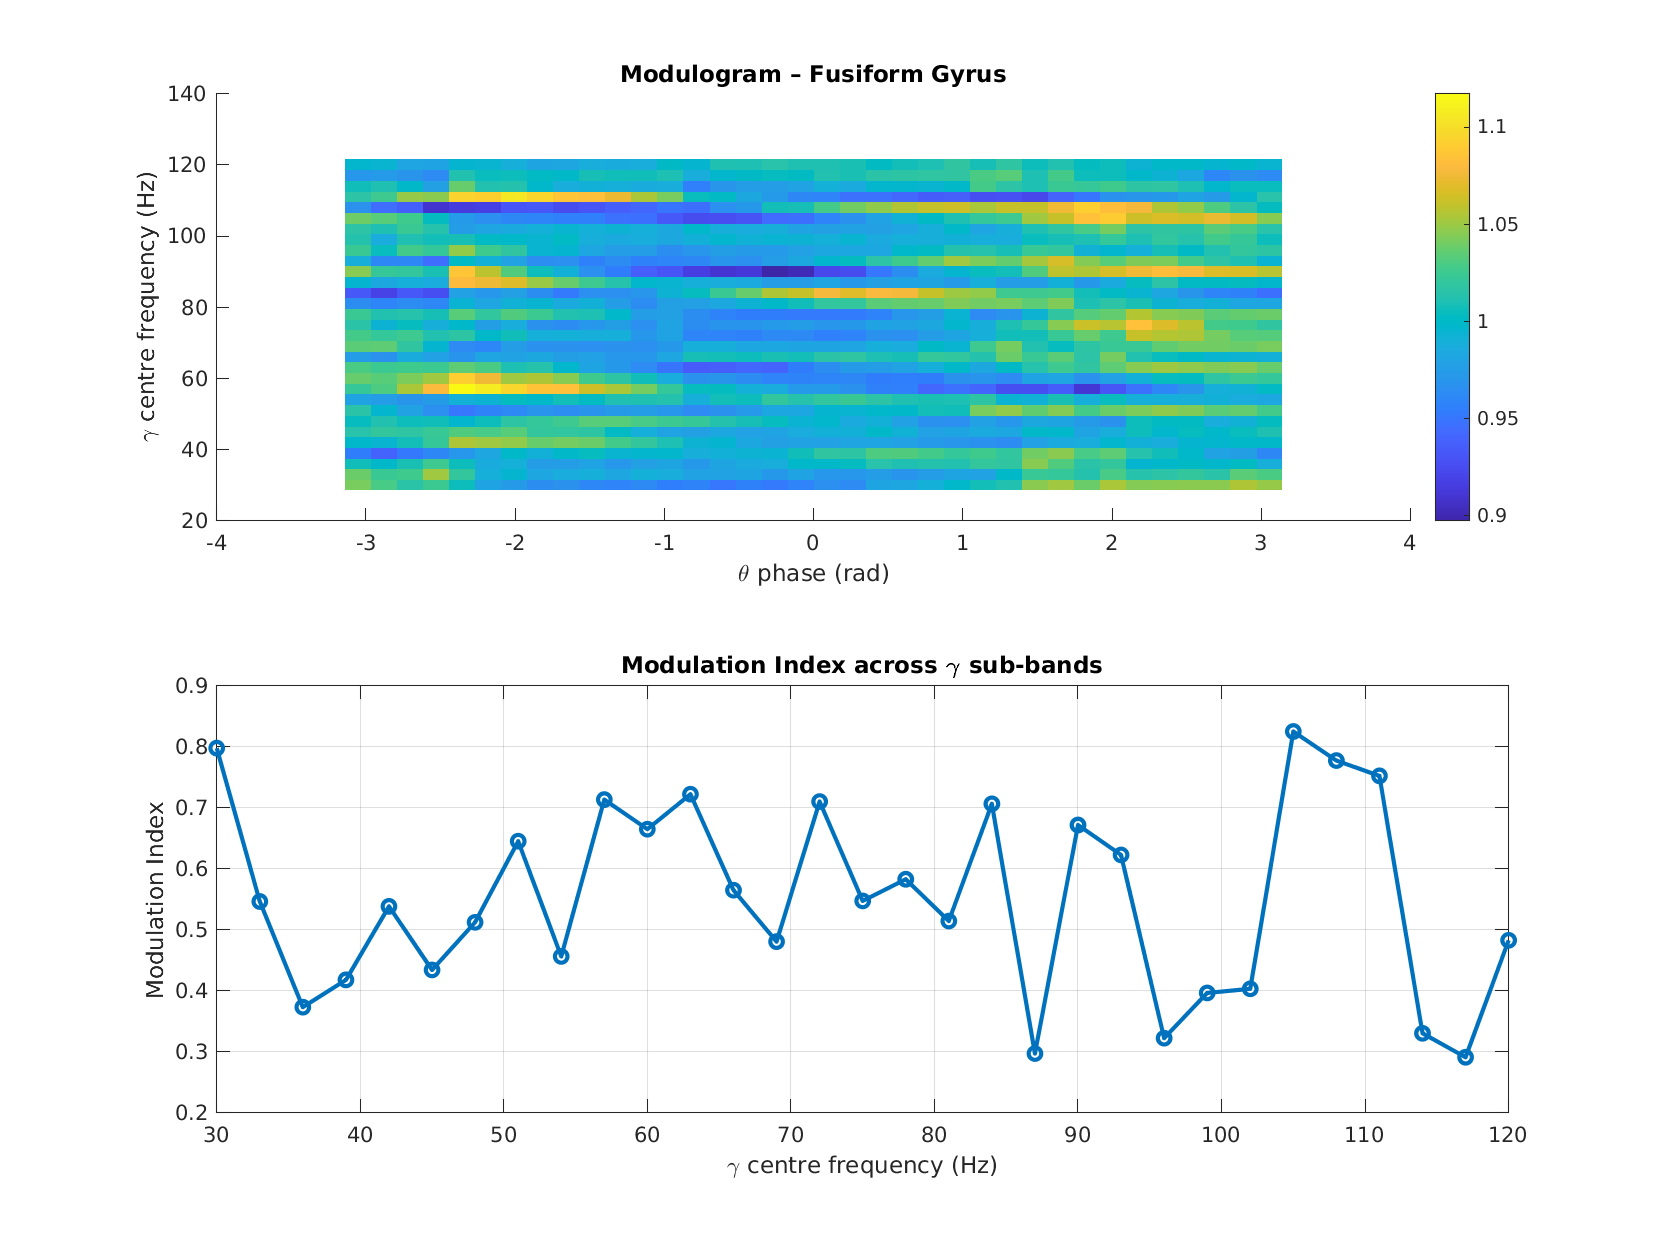 Modulogram – Fusiform Gyrus
140
120
100
80
60
40
20
γ centre frequency (Hz)
-4 -3 -2 -1 0 1 2 3 4
θ phase (rad)
1.1
1.05
1
0.95
0.9
Modulation Index across γ sub-bands
0.9
0.8
0.7
0.6
0.5
0.4
0.3
0.2
Modulation Index
30 40 50 60 70 80 90 100 110 120
γ centre frequency (Hz)